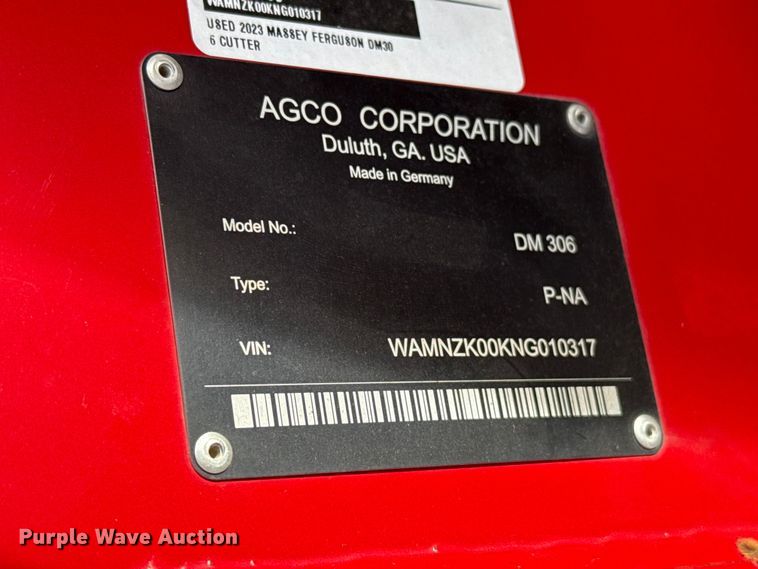 WAMNZK00KNG010317
USED 2023 MASSEY FERGUSON DM30
6 CUTTER
AGCO CORPORATION
Duluth, GA. USA
Made in Germany
Model No.: DM 306
Type: P-NA
VIN: WAMNZK00KNG010317
Purple Wave Auction